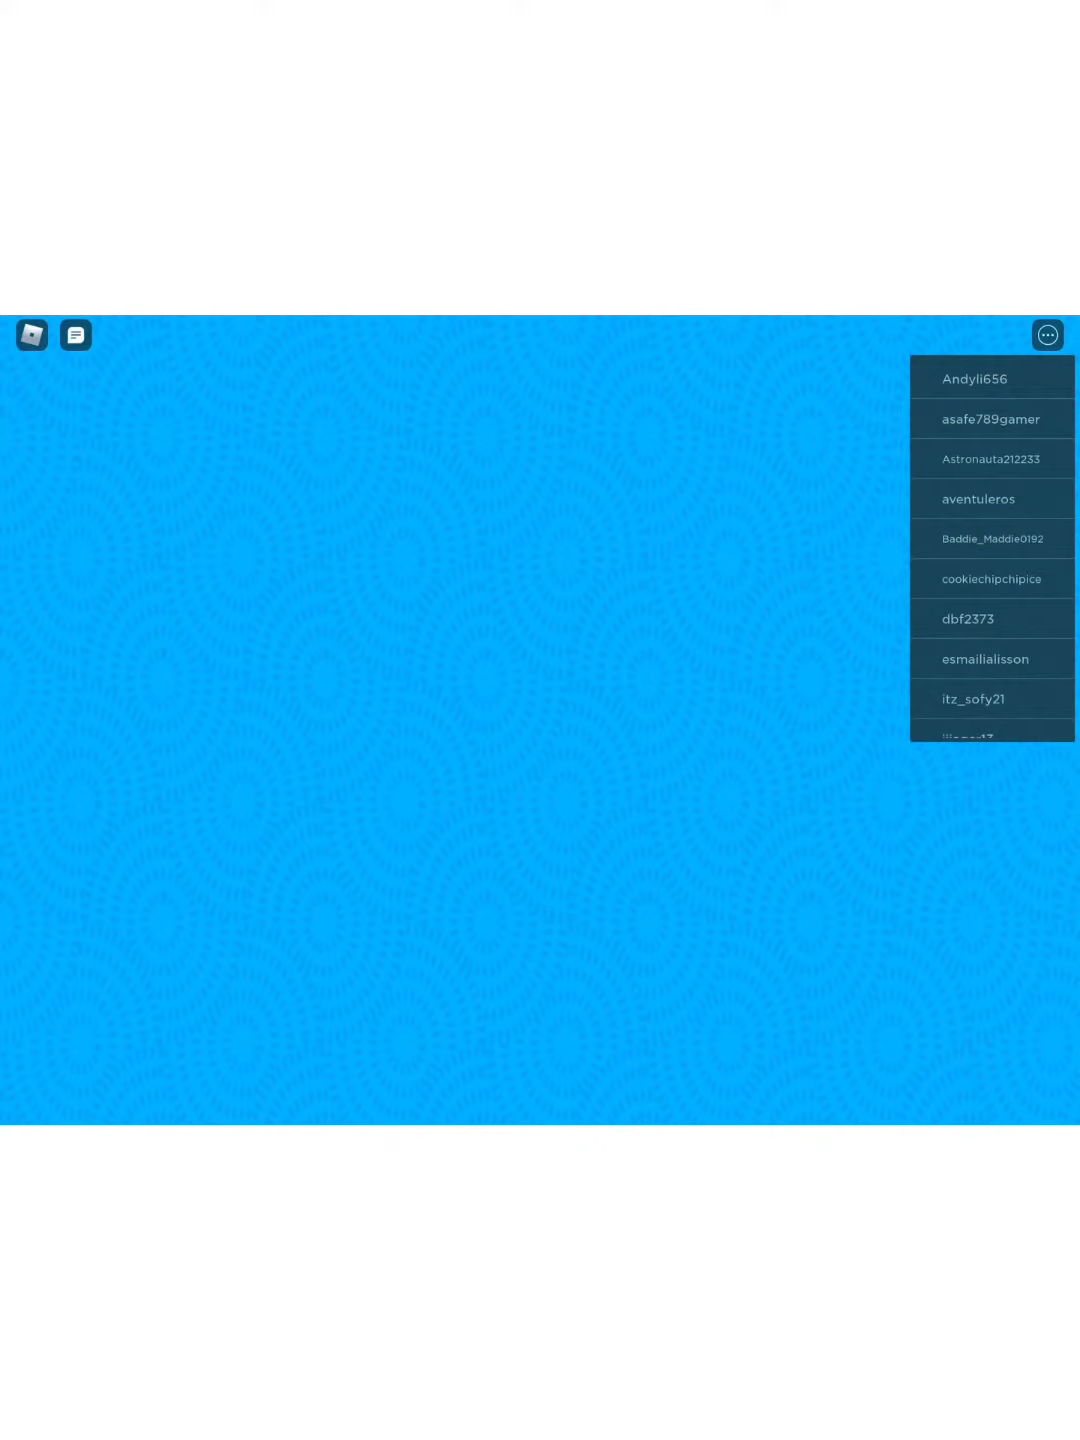 Andyli656
asafe789gamer
Astronauta212233
aventuleros
Baddie_Maddie0192
cookiechipchipice
dbf2373
esmailialisson
itz_sofy21